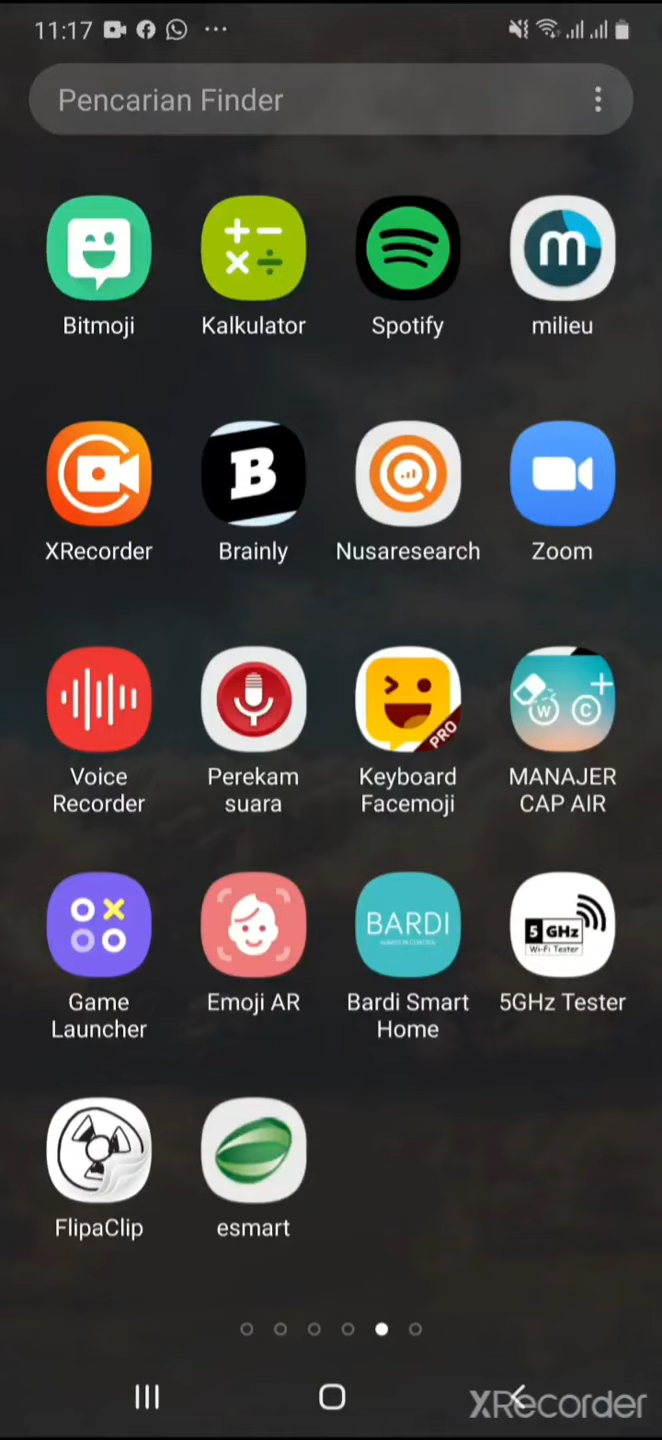 11:17
Pencarian Finder
Bitmoji
Kalkulator
Spotify
milieu
XRecorder
Brainly
Nusaresearch
Zoom
PRO
Voice
Recorder
Perekam
suara
Keyboard
Facemoji
MANAJER
CAP AIR
BARDI
5 GHz
Wi-Fi Tester
Game
Launcher
Emoji AR
Bardi Smart
Home
5GHz Tester
FlipaClip
esmart
XRecorder